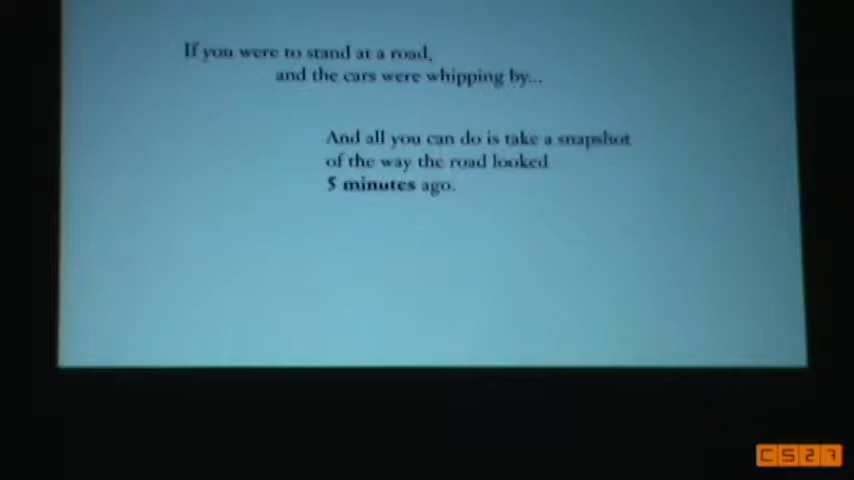 If you were to stand at a road,
and the cars were whipping by...
And all you can do is take a snapshot
of the way the road looked
5 minutes ago.
CS27